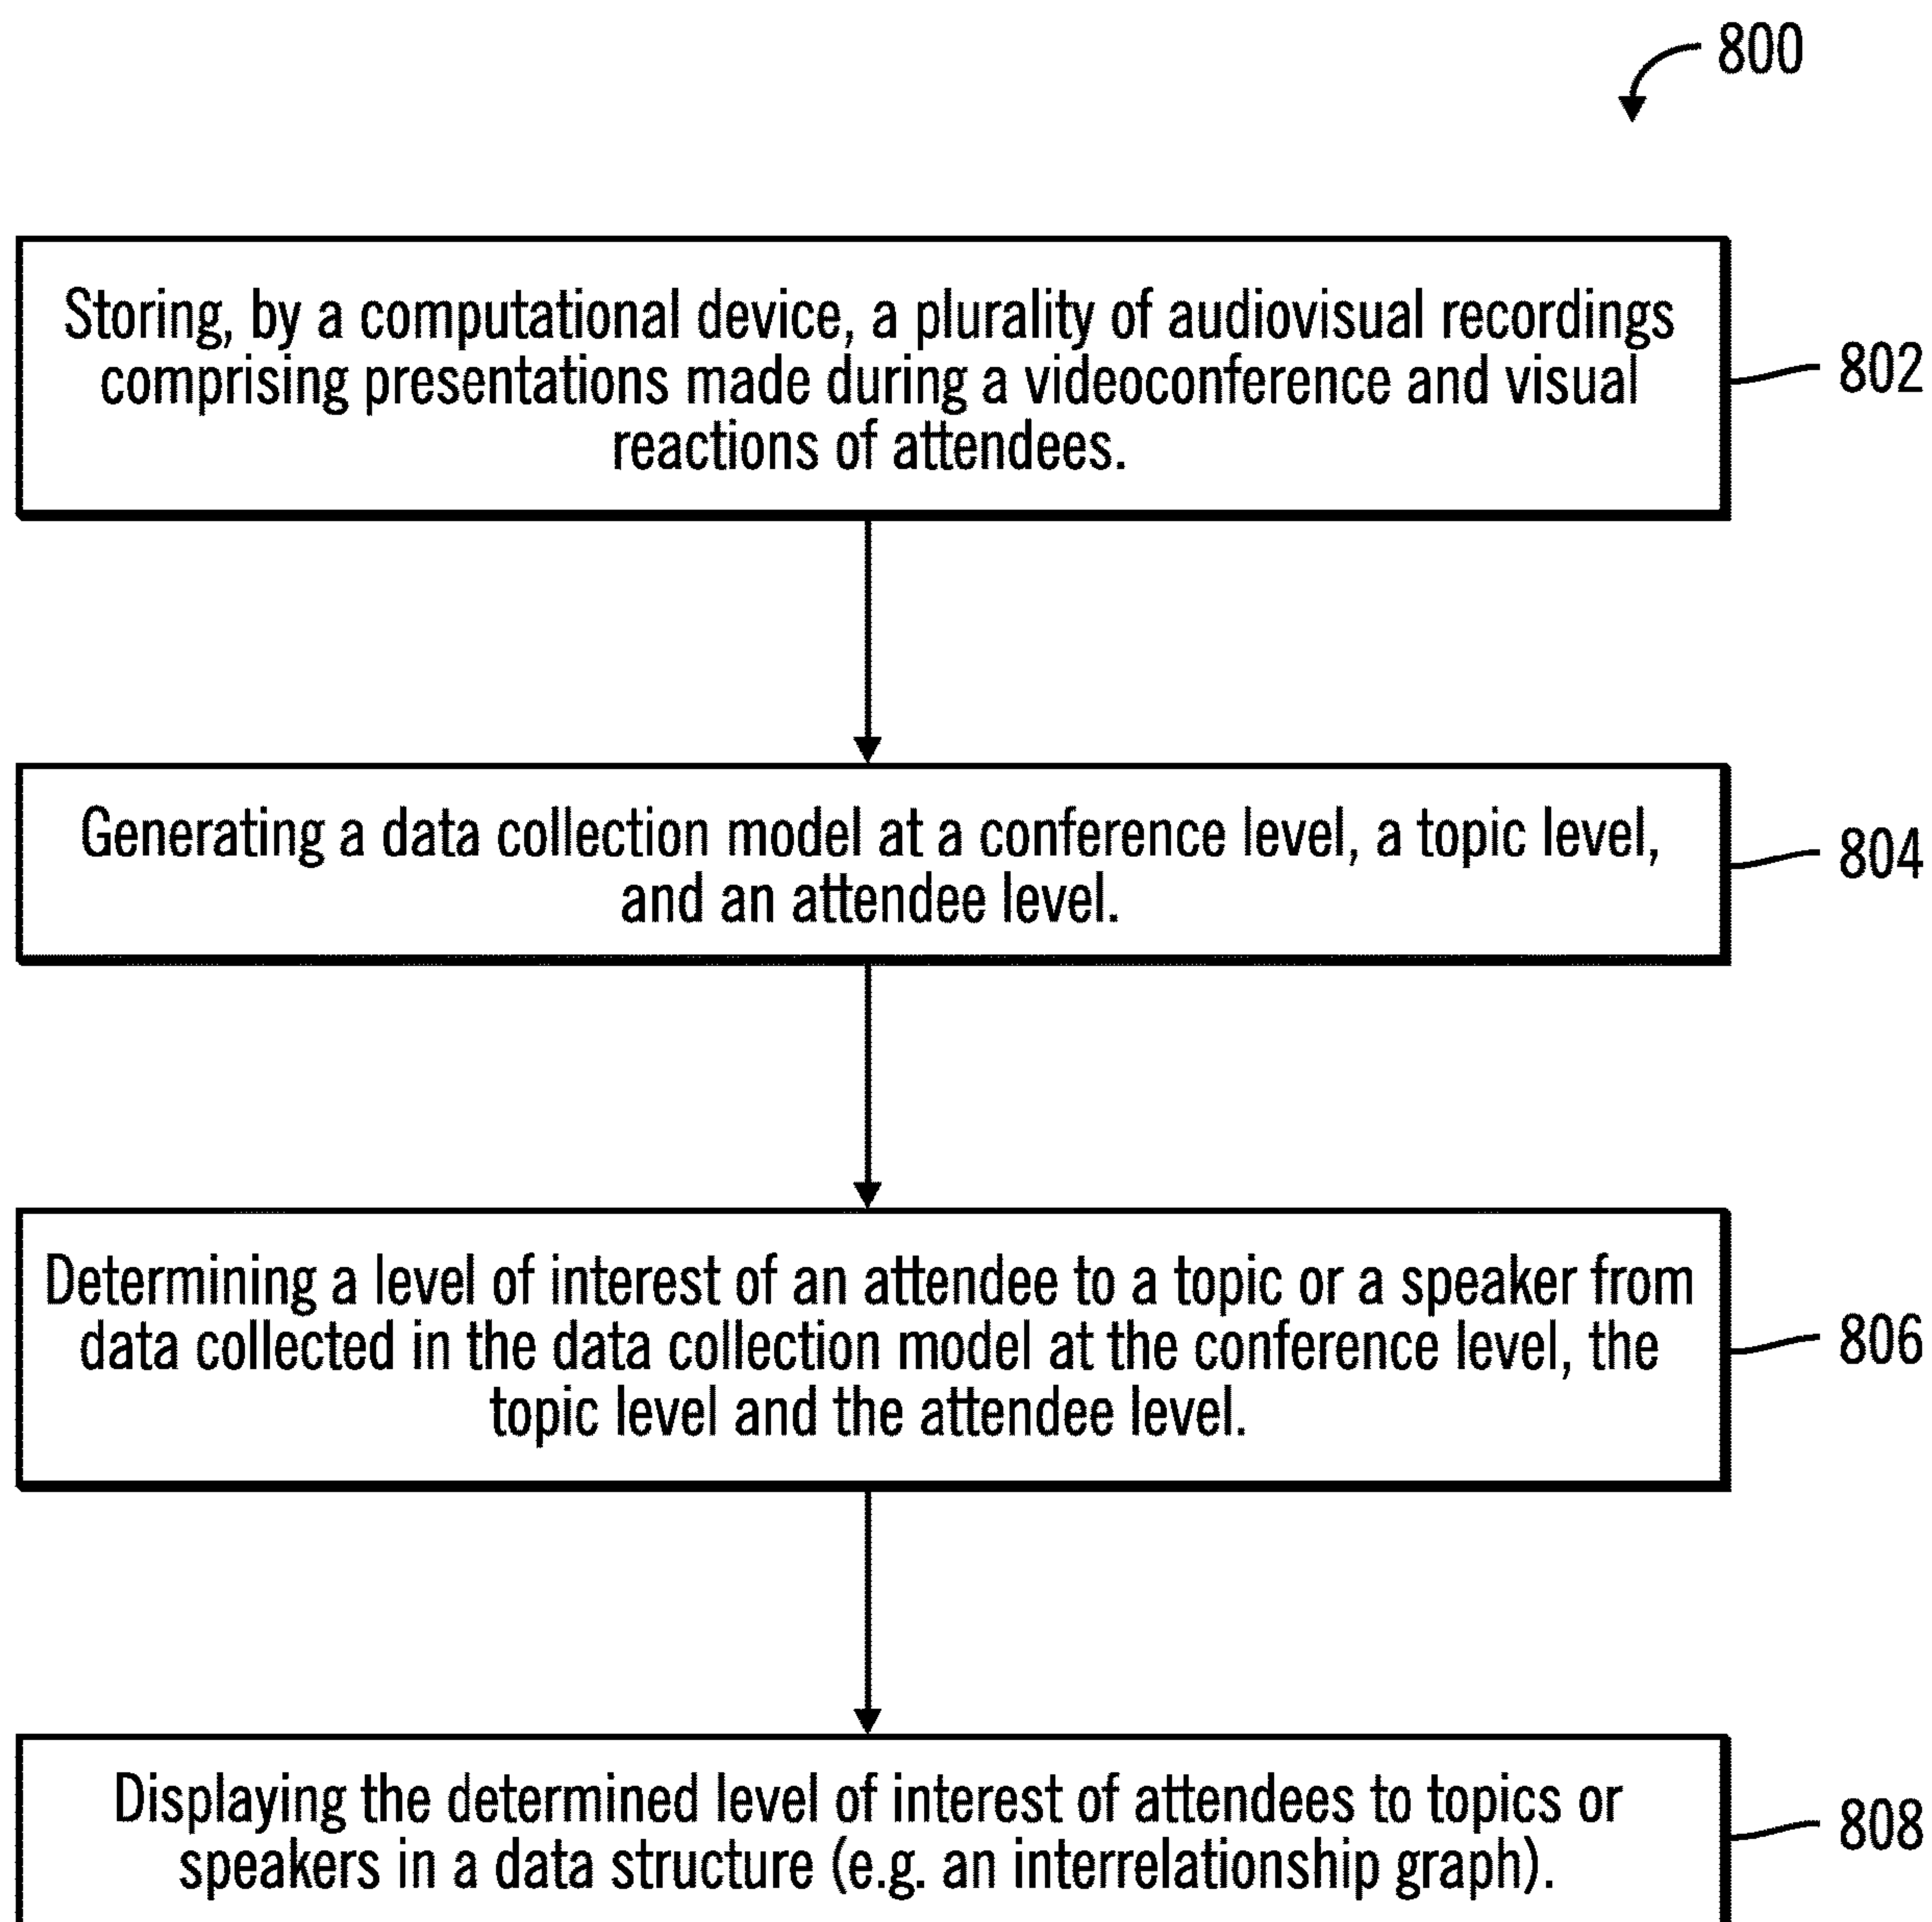 800
Storing, by a computational device, a plurality of audiovisual recordings
comprising presentations made during a videoconference and visual
reactions of attendees.
802
Generating a data collection model at a conference level, a topic level,
and an attendee level.
804
Determining a level of interest of an attendee to a topic or a speaker from
data collected in the data collection model at the conference level, the
topic level and the attendee level.
806
Displaying the determined level of interest of attendees to topics or
speakers in a data structure (e.g. an interrelationship graph).
808